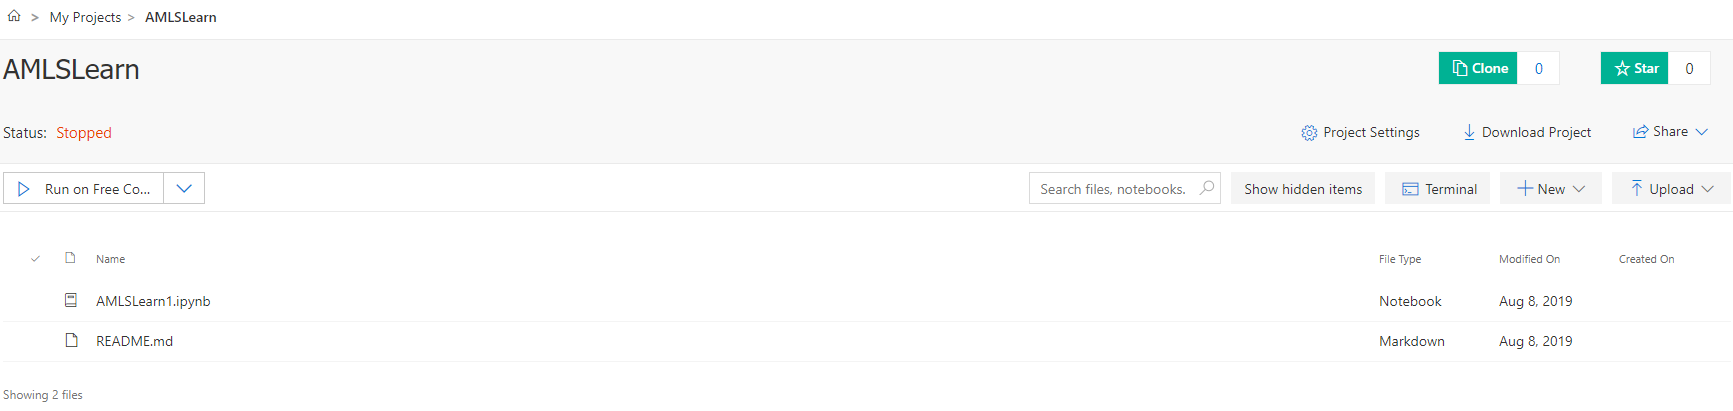 > My Projects > AMLSLearn
AMLSLearn
Clone 0 Star 0
Status: Stopped
Project Settings Download Project Share
Run on Free Co... Search files, notebooks. Show hidden items Terminal New Upload
Name File Type Modified On Created On
AMLSLearn1.ipynb Notebook Aug 8, 2019
README.md Markdown Aug 8, 2019
Showing 2 files